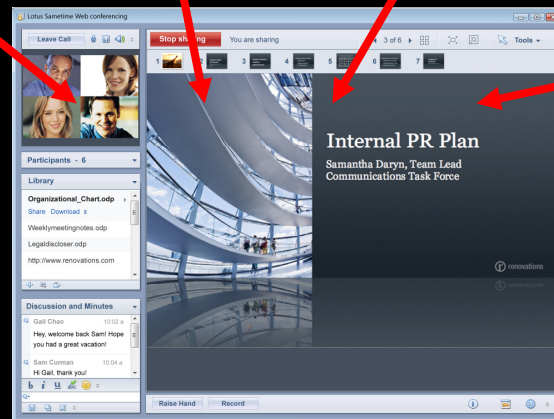 Lotus Sametime Web conferencing
Leave Call
Stop sharing
You are sharing
3 of 6
Tools
1 2 3 4 5 6 7
Participants - 6
Library
Organizational_Chart.odp
Share Download
Weeklymeetingnotes.odp
Legaldiscloser.odp
http://www.renovations.com
Discussion and Minutes
Gail Chao 10:02 a
Hey, welcome back Sam! Hope
you had a great vacation!
Sam Curman 10:04 a
Hi Gail, thank you!
b i u
Internal PR Plan
Samantha Daryn, Team Lead
Communications Task Force
r renovations
Raise Hand
Record